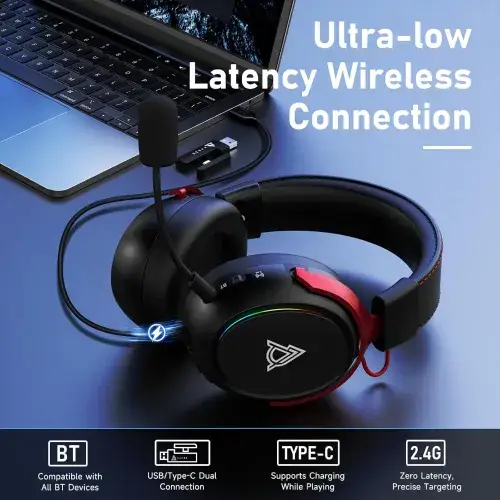 Ultra-low
Latency Wireless
Connection
BT
Compatible with
All BT Devices
USB/Type-C Dual
Connection
TYPE-C
Supports Charging
While Playing
2.4G
Zero Latency,
Precise Targeting